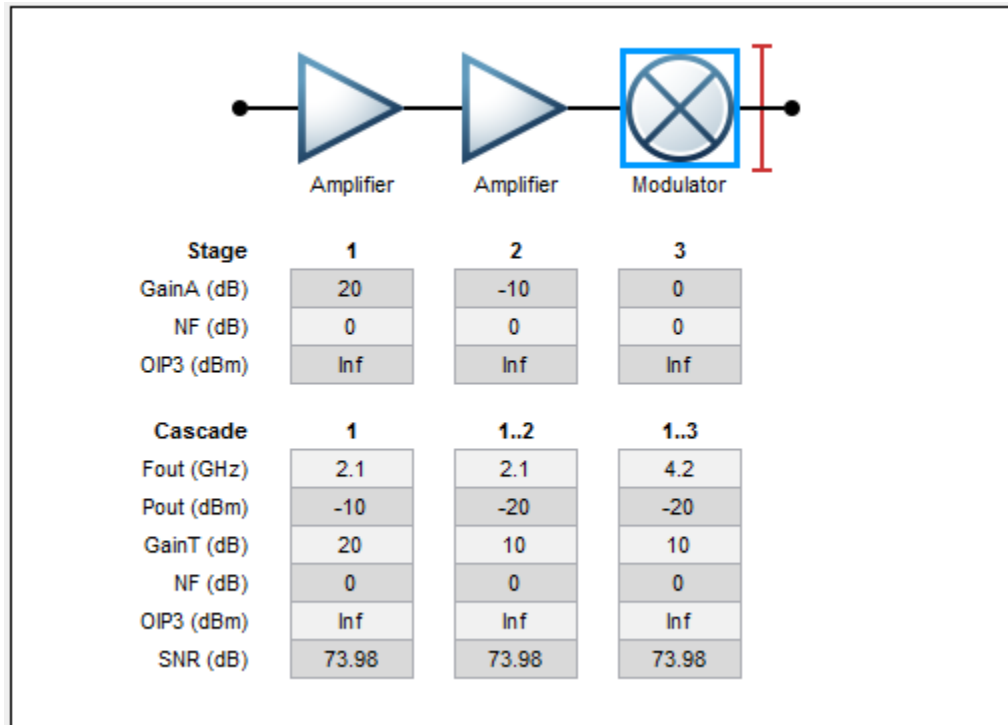 Amplifier Amplifier Modulator
Stage 1 2 3
GainA (dB) 20 -10 0
NF (dB) 0 0 0
OIP3 (dBm) Inf Inf Inf
Cascade 1 1..2 1..3
Fout (GHz) 2.1 2.1 4.2
Pout (dBm) -10 -20 -20
GainT (dB) 20 10 10
NF (dB) 0 0 0
OIP3 (dBm) Inf Inf Inf
SNR (dB) 73.98 73.98 73.98